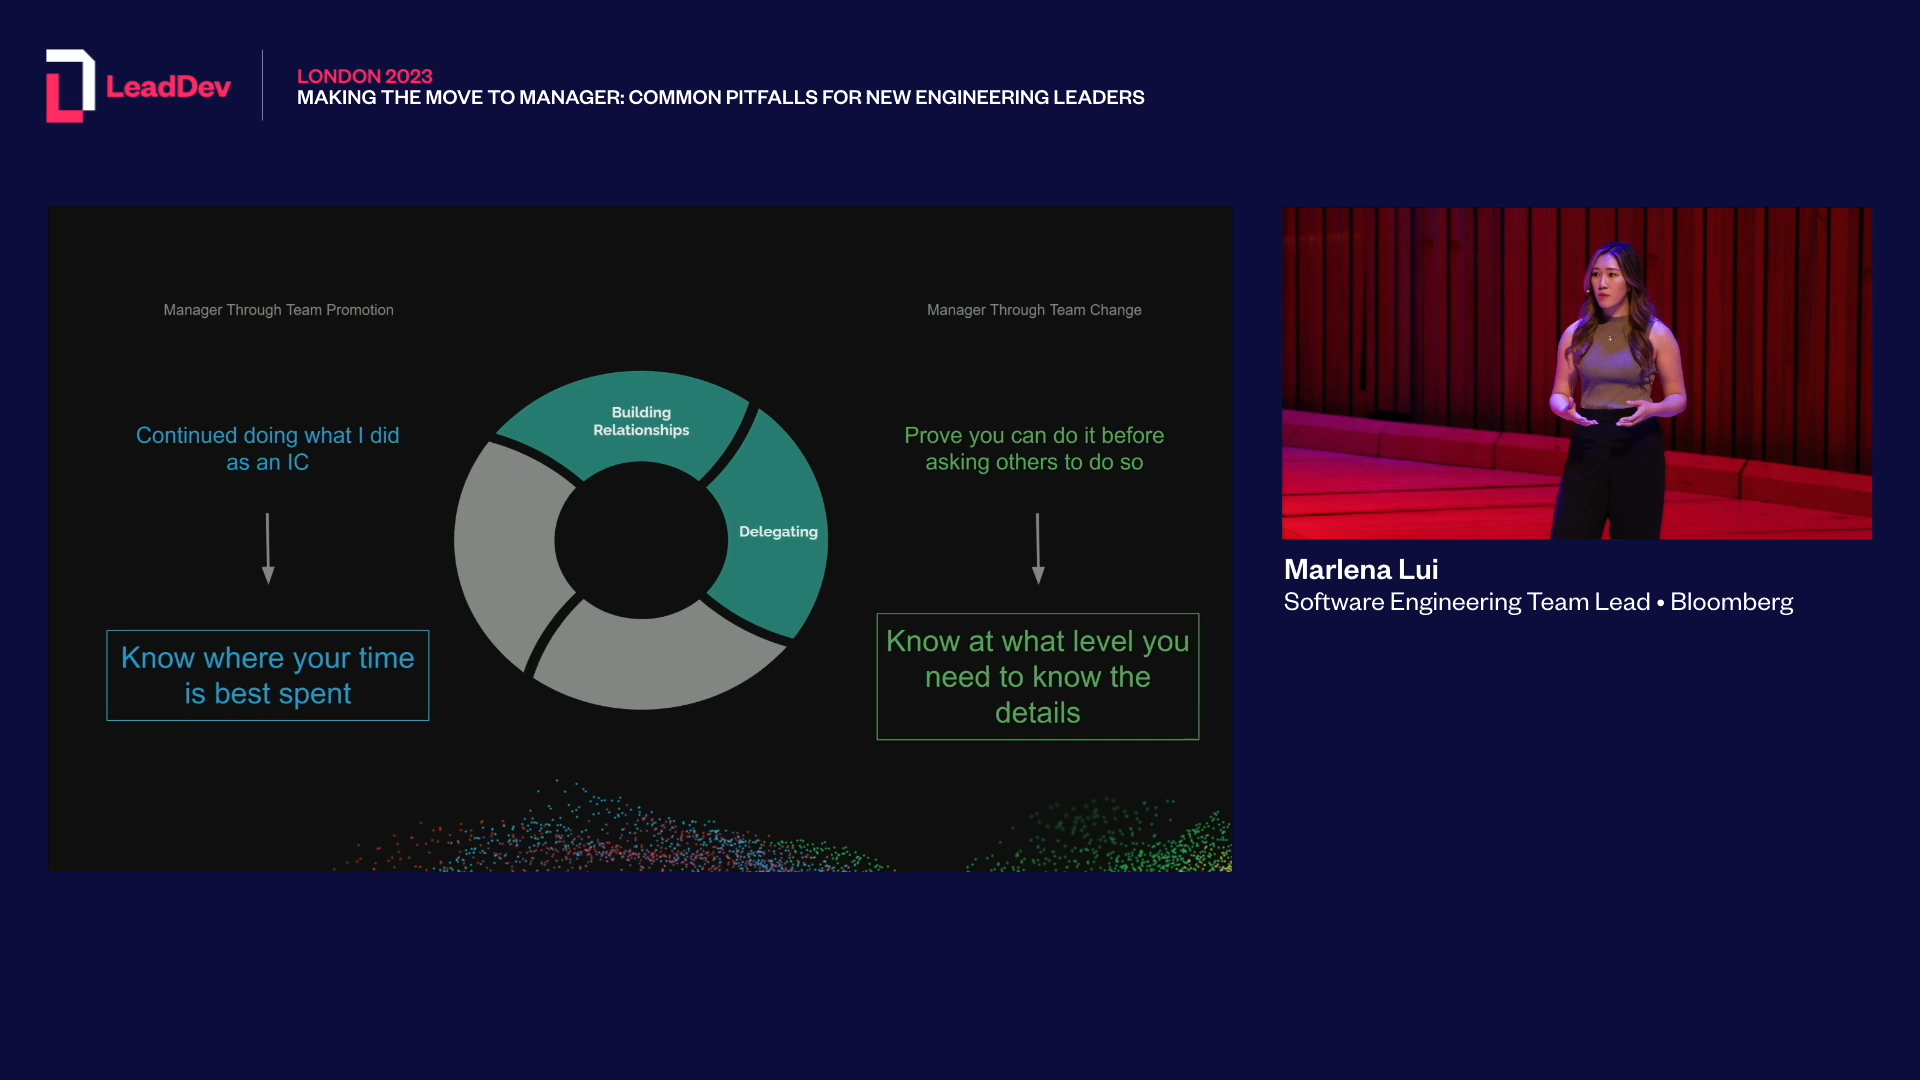 LeadDev
LONDON 2023
MAKING THE MOVE TO MANAGER: COMMON PITFALLS FOR NEW ENGINEERING LEADERS
Manager Through Team Promotion
Continued doing what I did
as an IC
Know where your time
is best spent
Building
Relationships
Delegating
Manager Through Team Change
Prove you can do it before
asking others to do so
Know at what level you
need to know the
details
Marlena Lui
Software Engineering Team Lead • Bloomberg